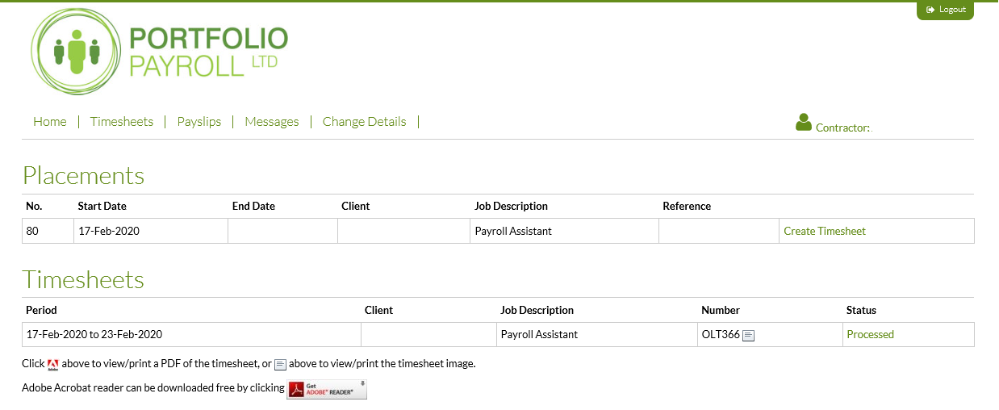 Logout
PORTFOLIO
PAYROLL LTD
Home | Timesheets | Payslips | Messages | Change Details |
Contractor:
Placements
No. Start Date End Date Client Job Description Reference
80 17-Feb-2020 Payroll Assistant Create Timesheet
Timesheets
Period Client Job Description Number Status
17-Feb-2020 to 23-Feb-2020 Payroll Assistant OLT366 Processed
Click Adobe above to view/print a PDF of the timesheet, or above to view/print the timesheet image.
Adobe Acrobat reader can be downloaded free by clicking Get ADOBE® READER®